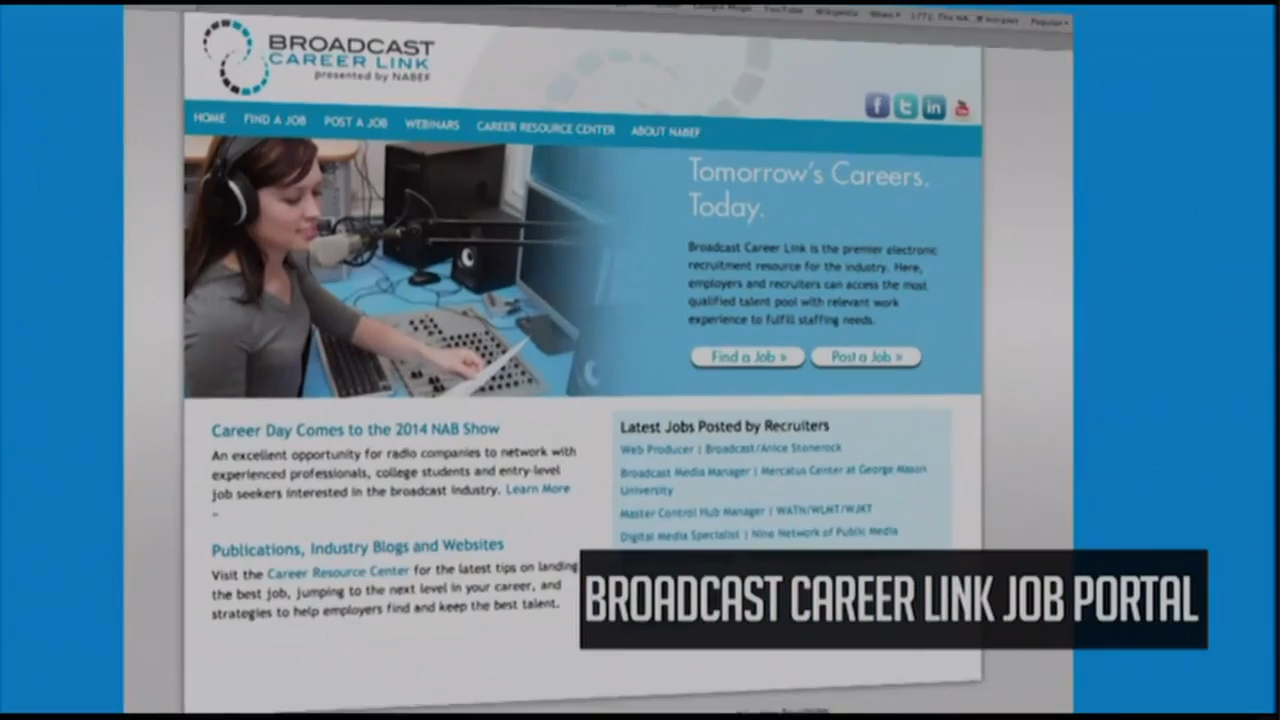 BROADCAST
CAREER LINK
presented by NABEF
HOME FIND A JOB POST A JOB WEBINARS CAREER RESOURCE CENTER ABOUT NABEF
Tomorrow's Careers.
Today.
Broadcast Career Link is the premier electronic
recruitment resource for the industry. Here,
employers and recruiters can access the most
qualified talent pool with relevant work
experience to fulfill staffing needs.
Find a Job » Post a Job »
Career Day Comes to the 2014 NAB Show
An excellent opportunity for radio companies to network with
experienced professionals, college students and entry-level
job seekers interested in the broadcast industry. Learn More
Publications, Industry Blogs and Websites
Visit the Career Resource Center for the latest tips on landing
the best job, jumping to the next level in your career, and
strategies to help employers find and keep the best talent.
Latest Jobs Posted by Recruiters
Web Producer | Broadcast/Anice Stonerock
Broadcast Media Manager | Mercatus Center at George Mason
University
Master Control Hub Manager | WATN/WLMT/WJKT
Digital Media Specialist | Nine Network of Public Media
BROADCAST CAREER LINK JOB PORTAL